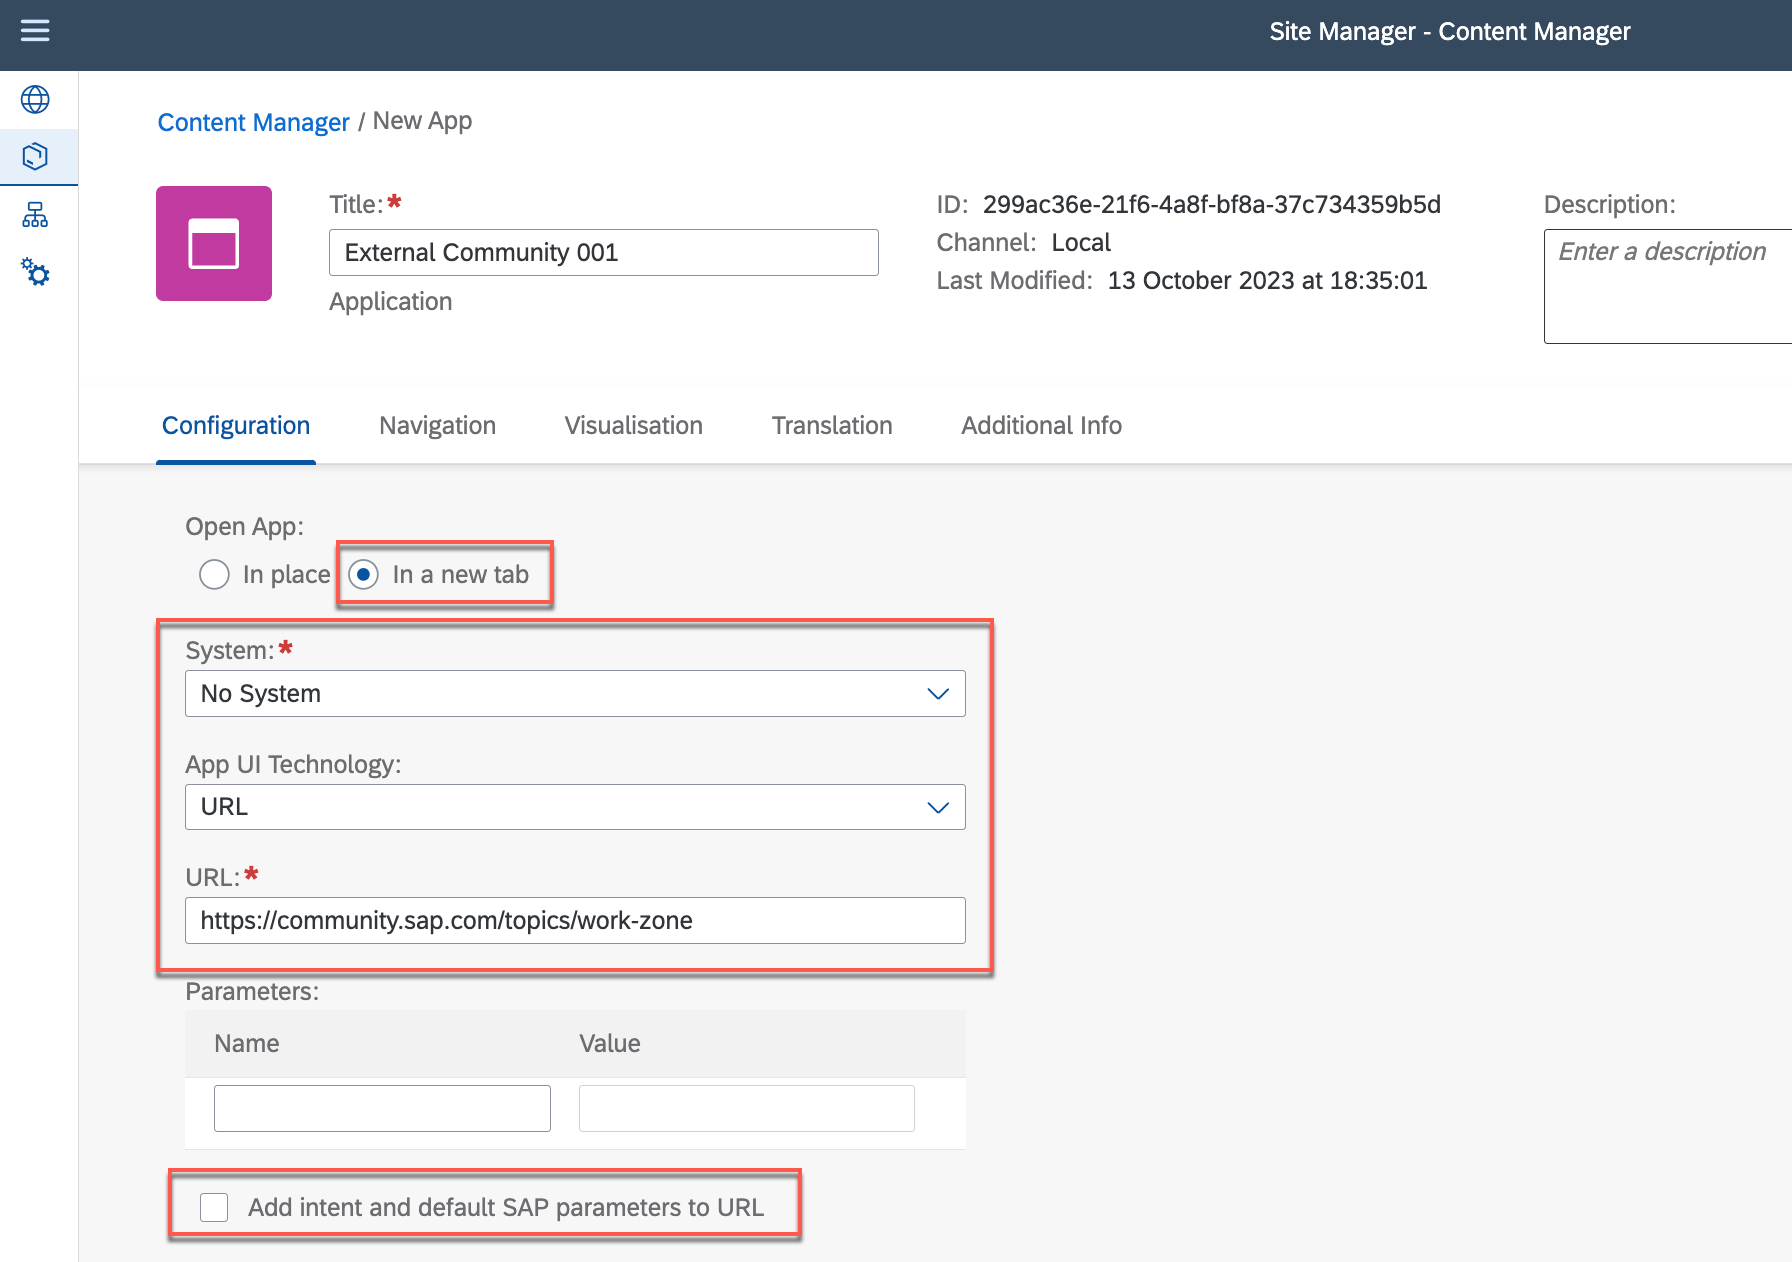 Site Manager - Content Manager
Content Manager / New App
Title:*
External Community 001
Application
ID: 299ac36e-21f6-4a8f-bf8a-37c734359b5d
Channel: Local
Last Modified: 13 October 2023 at 18:35:01
Description:
Enter a description
Configuration Navigation Visualisation Translation Additional Info
Open App:
In place In a new tab
System:*
No System
App UI Technology:
URL
URL:*
https://community.sap.com/topics/work-zone
Parameters:
Name Value
Add intent and default SAP parameters to URL